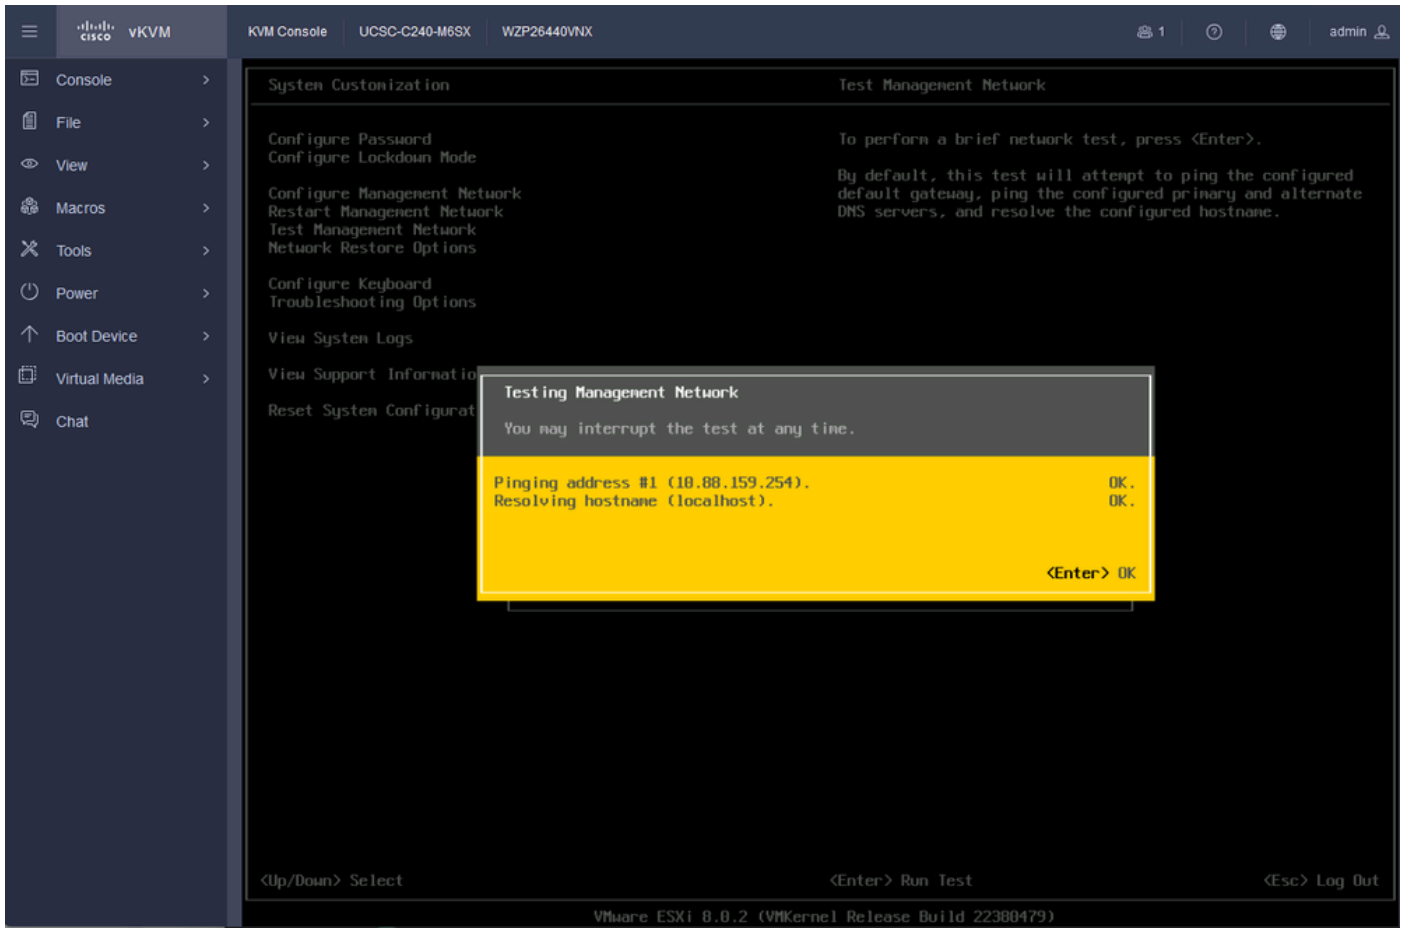 cisco vKVM KVM Console UCSC-C240-M6SX WZP26440VNX 1 admin
Console
File
View
Macros
Tools
Power
Boot Device
Virtual Media
Chat
System Customization
Configure Password
Configure Lockdown Mode
Configure Management Network
Restart Management Network
Test Management Network
Network Restore Options
Configure Keyboard
Troubleshooting Options
View System Logs
View Support Informatio
Reset System Configurat
Test Management Network
To perform a brief network test, press <Enter>.
By default, this test will attempt to ping the configured
default gateway, ping the configured primary and alternate
DNS servers, and resolve the configured hostname.
Testing Management Network
You may interrupt the test at any time.
Pinging address #1 (10.88.159.254). OK.
Resolving hostname (localhost). OK.
<Enter> OK
<Up/Down> Select <Enter> Run Test <Esc> Log Out
VMware ESXi 8.0.2 (VMKernel Release Build 22380479)